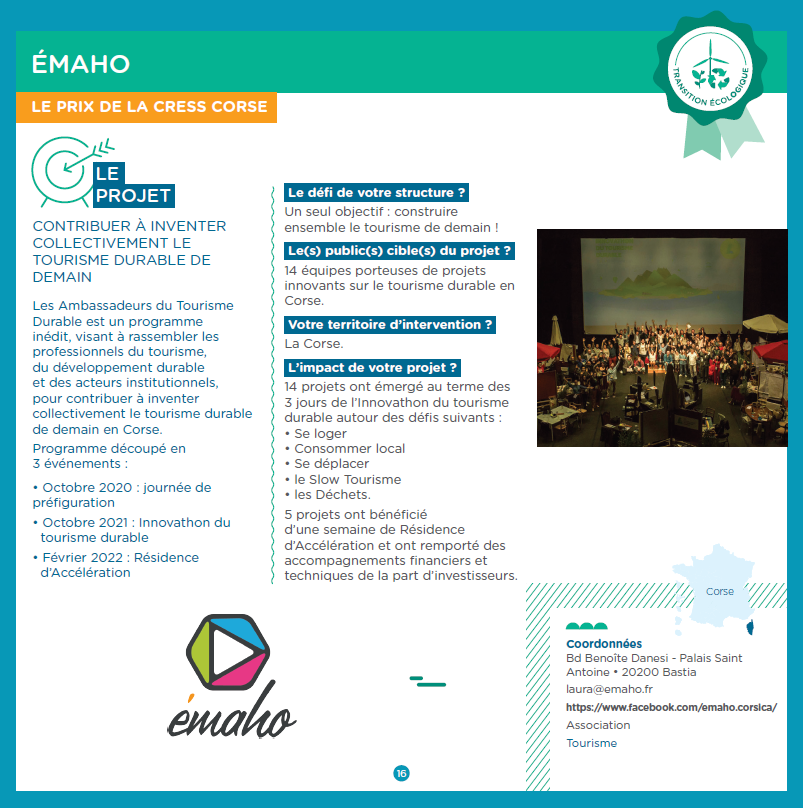 ÉMAHO
TRANSITION ÉCOLOGIQUE
LE PRIX DE LA CRESS CORSE
LE
PROJET
CONTRIBUER À INVENTER
COLLECTIVEMENT LE
TOURISME DURABLE DE
DEMAIN
Les Ambassadeurs du Tourisme
Durable est un programme
inédit, visant à rassembler les
professionnels du tourisme,
du développement durable
et des acteurs institutionnels,
pour contribuer à inventer
collectivement le tourisme durable
de demain en Corse.
Programme découpé en
3 événements :
• Octobre 2020 : journée de
préfiguration
• Octobre 2021 : Innovathon du
tourisme durable
• Février 2022 : Résidence
d'Accélération
Le défi de votre structure ?
Un seul objectif : construire
ensemble le tourisme de demain !
Le(s) public(s) cible(s) du projet ?
14 équipes porteuses de projets
innovants sur le tourisme durable en
Corse.
Votre territoire d'intervention ?
La Corse.
L'impact de votre projet ?
14 projets ont émergé au terme des
3 jours de l'Innovathon du tourisme
durable autour des défis suivants :
• Se loger
• Consommer local
• Se déplacer
• le Slow Tourisme
• les Déchets.
5 projets ont bénéficié
d'une semaine de Résidence
d'Accélération et ont remporté des
accompagnements financiers et
techniques de la part d'investisseurs.
émaho
Corse
Coordonnées
Bd Benoîte Danesi - Palais Saint
Antoine • 20200 Bastia
laura@emaho.fr
https://www.facebook.com/emaho.corsica/
Association
Tourisme
16